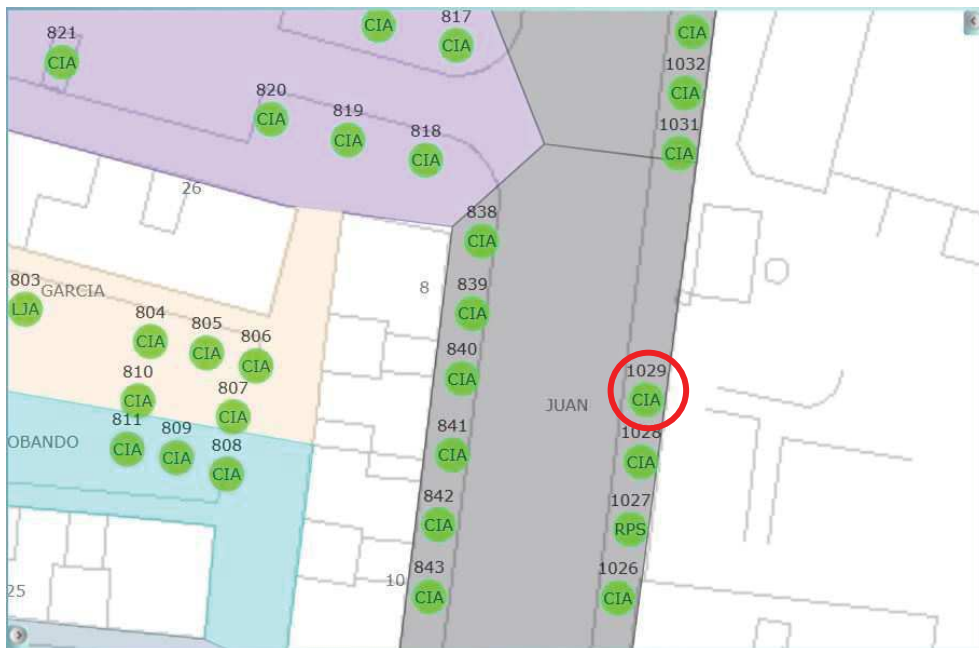 821
CIA
CIA
817
CIA
CIA
1032
CIA
1031
CIA
820
CIA
819
CIA
818
CIA
26
838
CIA
803
LJA
GARCIA
8
839
CIA
804
CIA
805
CIA
806
CIA
840
CIA
JUAN
1029
CIA
810
CIA
807
CIA
OBANDO
811
CIA
809
CIA
808
CIA
841
CIA
1028
CIA
842
CIA
1027
RPS
25
10
843
CIA
1026
CIA